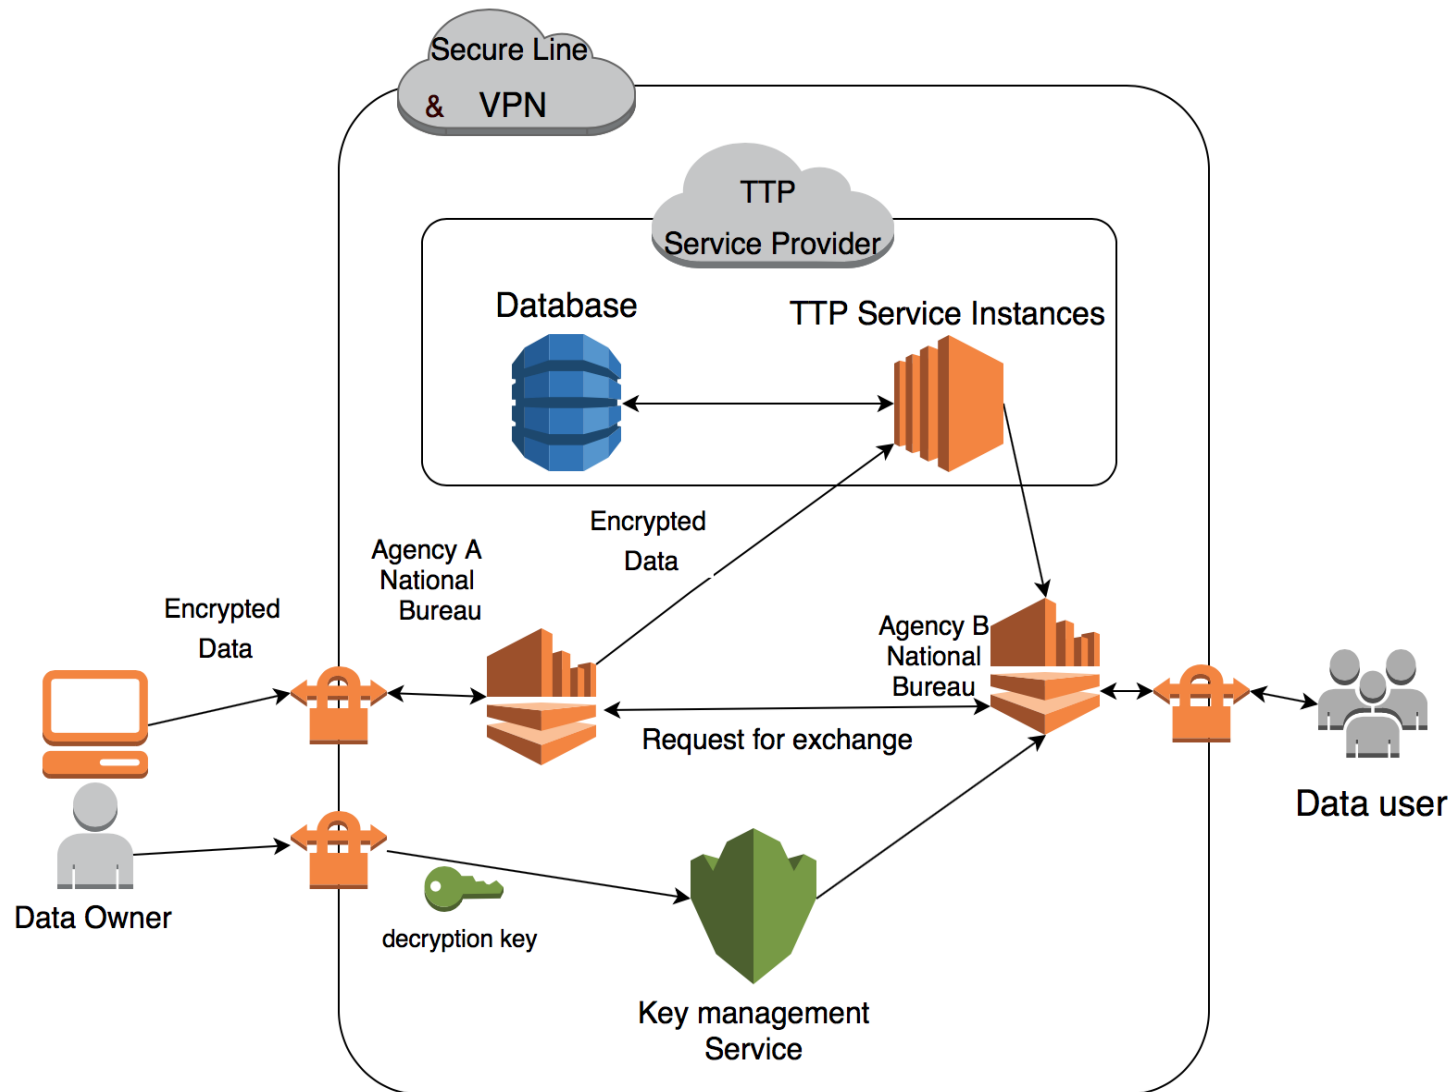 Secure Line
& VPN
TTP
Service Provider
Database
TTP Service Instances
Encrypted
Data
Agency A
National
Bureau
Encrypted
Data
Agency B
National
Bureau
Request for exchange
Data user
Data Owner
decryption key
Key management
Service